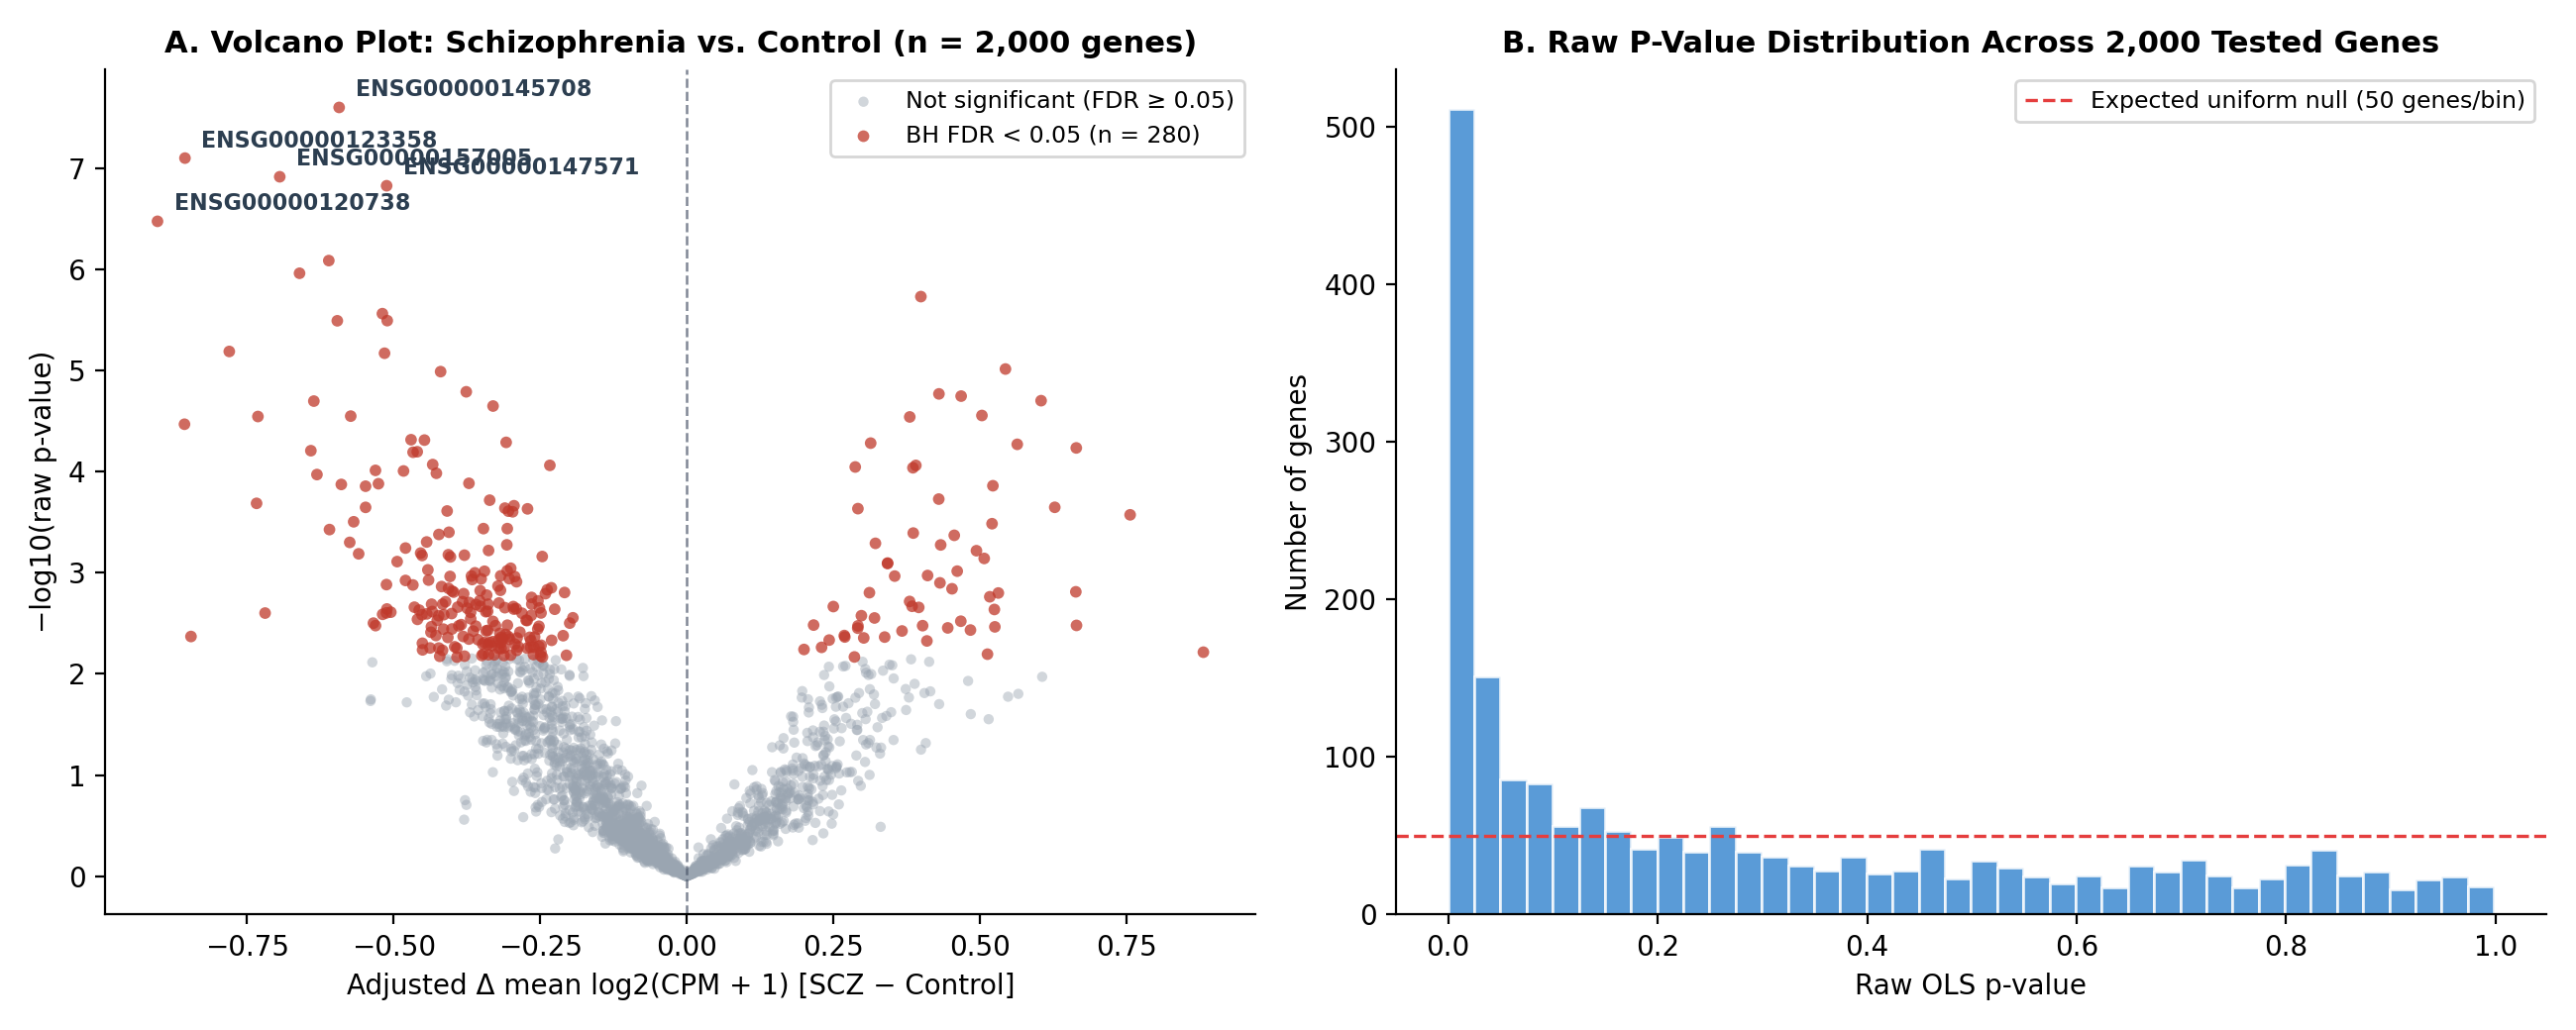 A. Volcano Plot: Schizophrenia vs. Control (n = 2,000 genes)
ENSG00000145708
ENSG00000123358
ENSG00000157005
ENSG00000147571
ENSG00000120738
Not significant (FDR ≥ 0.05)
BH FDR < 0.05 (n = 280)
−log10(raw p-value)
7
6
5
4
3
2
1
0
−0.75 −0.50 −0.25 0.00 0.25 0.50 0.75
Adjusted Δ mean log2(CPM + 1) [SCZ − Control]
B. Raw P-Value Distribution Across 2,000 Tested Genes
Expected uniform null (50 genes/bin)
Number of genes
500
400
300
200
100
0
0.0 0.2 0.4 0.6 0.8 1.0
Raw OLS p-value